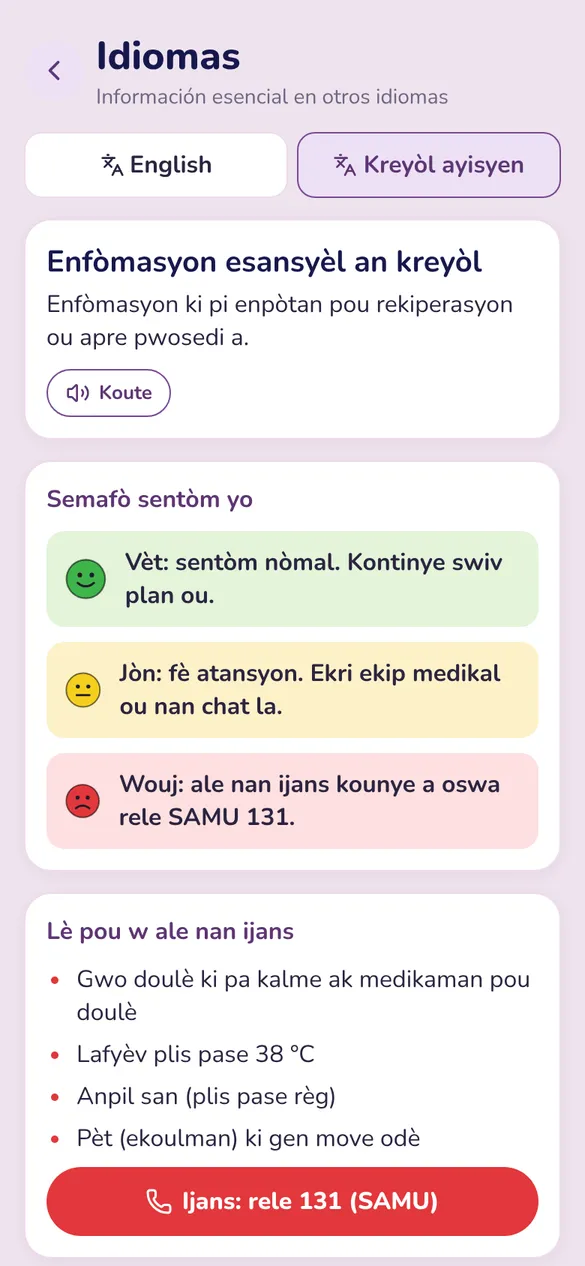 Idiomas
Información esencial en otros idiomas
English
Kreyòl ayisyen
Enfòmasyon esansyèl an kreyòl
Enfòmasyon ki pi enpòtan pou rekiperasyon
ou apre pwosedi a.
Koute
Semafò sentòm yo
Vèt: sentòm nòmal. Kontinye swiv
plan ou.
Jòn: fè atansyon. Ekri ekip medikal
ou nan chat la.
Wouj: ale nan ijans kounye a oswa
rele SAMU 131.
Lè pou w ale nan ijans
Gwo doulè ki pa kalme ak medikaman pou
doulè
Lafyèv plis pase 38 °C
Anpil san (plis pase règ)
Pèt (ekoulman) ki gen move odè
Ijans: rele 131 (SAMU)